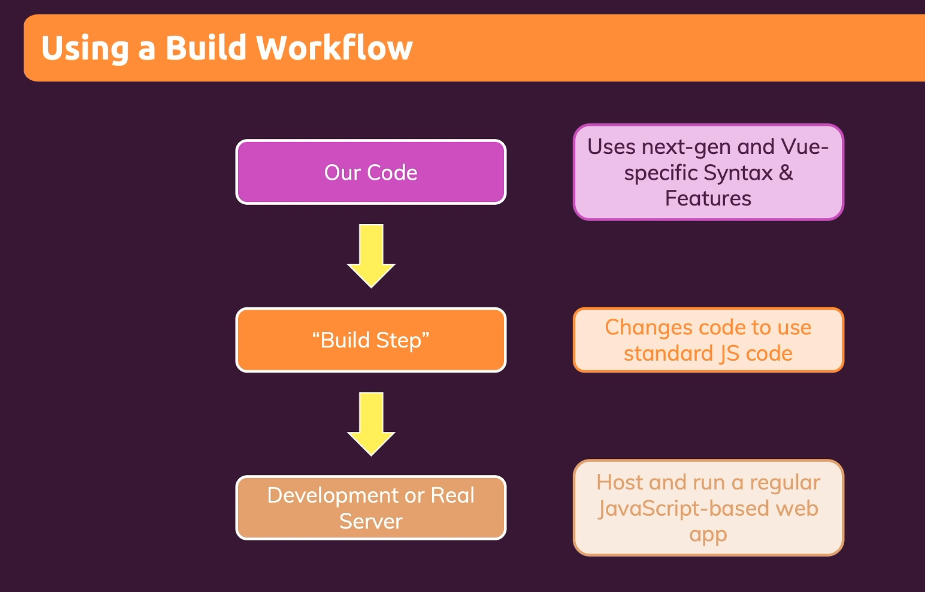 Using a Build Workflow
Our Code
Uses next-gen and Vue-
specific Syntax &
Features
“Build Step”
Changes code to use
standard JS code
Development or Real
Server
Host and run a regular
JavaScript-based web
app